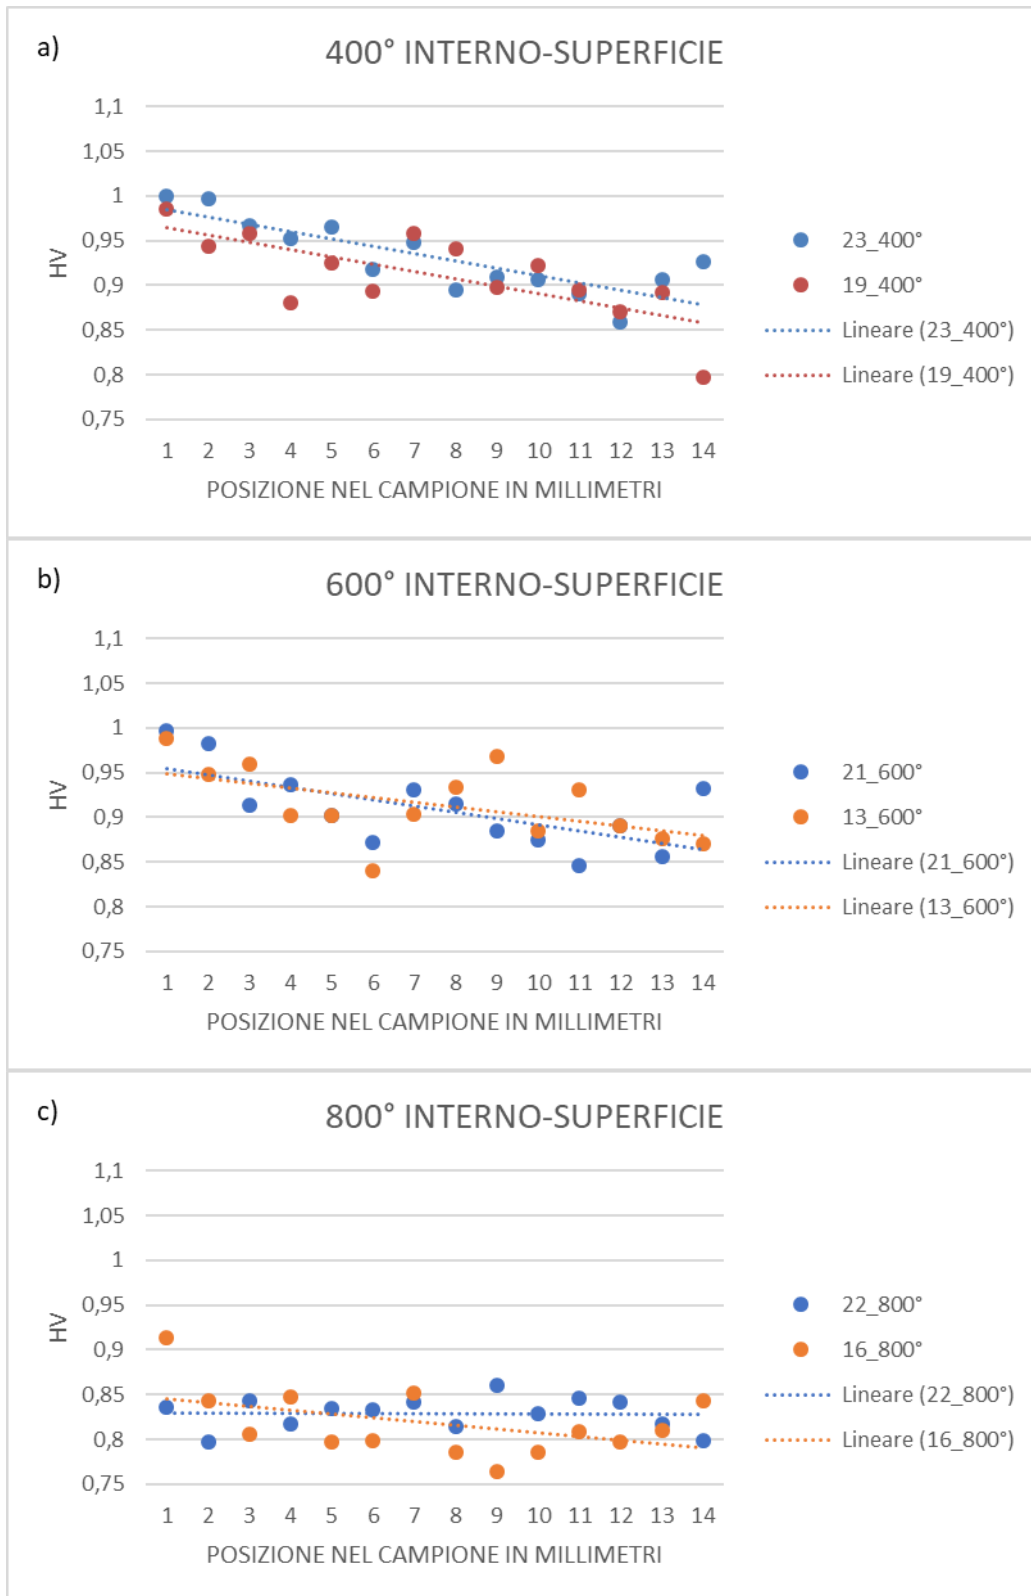 a)
400° INTERNO-SUPERFICIE
1,1
1,05
1
0,95
0,9
0,85
0,8
0,75
HV
1 2 3 4 5 6 7 8 9 10 11 12 13 14
POSIZIONE NEL CAMPIONE IN MILLIMETRI
23_400°
19_400°
Lineare (23_400°)
Lineare (19_400°)
b)
600° INTERNO-SUPERFICIE
1,1
1,05
1
0,95
0,9
0,85
0,8
0,75
HV
1 2 3 4 5 6 7 8 9 10 11 12 13 14
POSIZIONE NEL CAMPIONE IN MILLIMETRI
21_600°
13_600°
Lineare (21_600°)
Lineare (13_600°)
c)
800° INTERNO-SUPERFICIE
1,1
1,05
1
0,95
0,9
0,85
0,8
0,75
HV
1 2 3 4 5 6 7 8 9 10 11 12 13 14
POSIZIONE NEL CAMPIONE IN MILLIMETRI
22_800°
16_800°
Lineare (22_800°)
Lineare (16_800°)